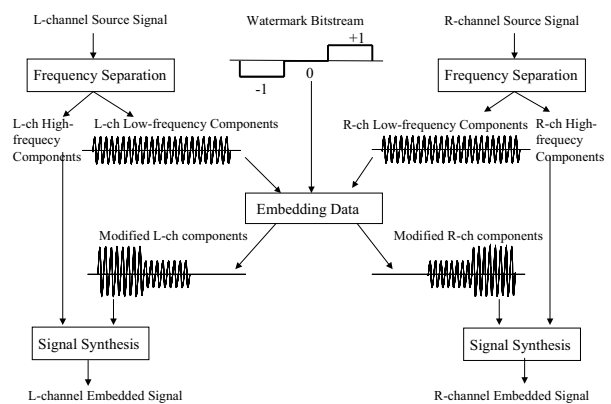 L-channel Source Signal
Watermark Bitstream
R-channel Source Signal
+1
Frequency Separation
0
-1
Frequency Separation
L-ch High-
frequecy
Components
L-ch Low-frequency Components
R-ch Low-frequency Components
R-ch High-
frequency
Components
Embedding Data
Modified L-ch components
Modified R-ch components
Signal Synthesis
Signal Synthesis
L-channel Embedded Signal
R-channel Embedded Signal